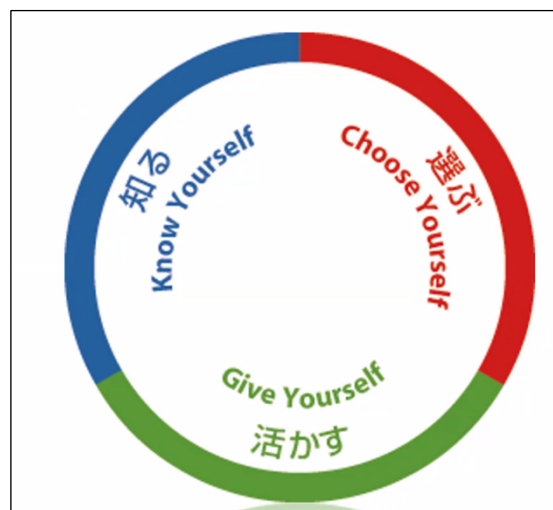 知る
Know Yourself
選ぶ
Choose Yourself
Give Yourself
活かす